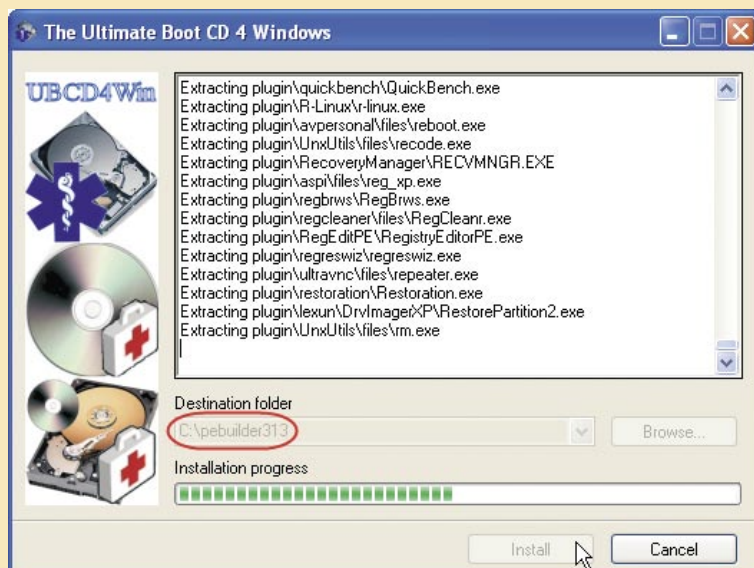 The Ultimate Boot CD 4 Windows
UBCD4Win
Extracting plugin\quickbench\QuickBench.exe
Extracting plugin\R-Linux\r-linux.exe
Extracting plugin\avpersonal\files\reboot.exe
Extracting plugin\UnxUtils\files\recode.exe
Extracting plugin\RecoveryManager\RECVMNGR.EXE
Extracting plugin\aspi\files\reg_xp.exe
Extracting plugin\regbrws\RegBrws.exe
Extracting plugin\regcleaner\files\RegCleanr.exe
Extracting plugin\RegEditPE\RegistryEditorPE.exe
Extracting plugin\regreswiz\regreswiz.exe
Extracting plugin\ultravnc\files\repeater.exe
Extracting plugin\restoration\Restoration.exe
Extracting plugin\lexun\DrvImagerXP\RestorePartition2.exe
Extracting plugin\UnxUtils\files\rm.exe
Destination folder
C:\pebuilder313
Browse...
Installation progress
Install
Cancel